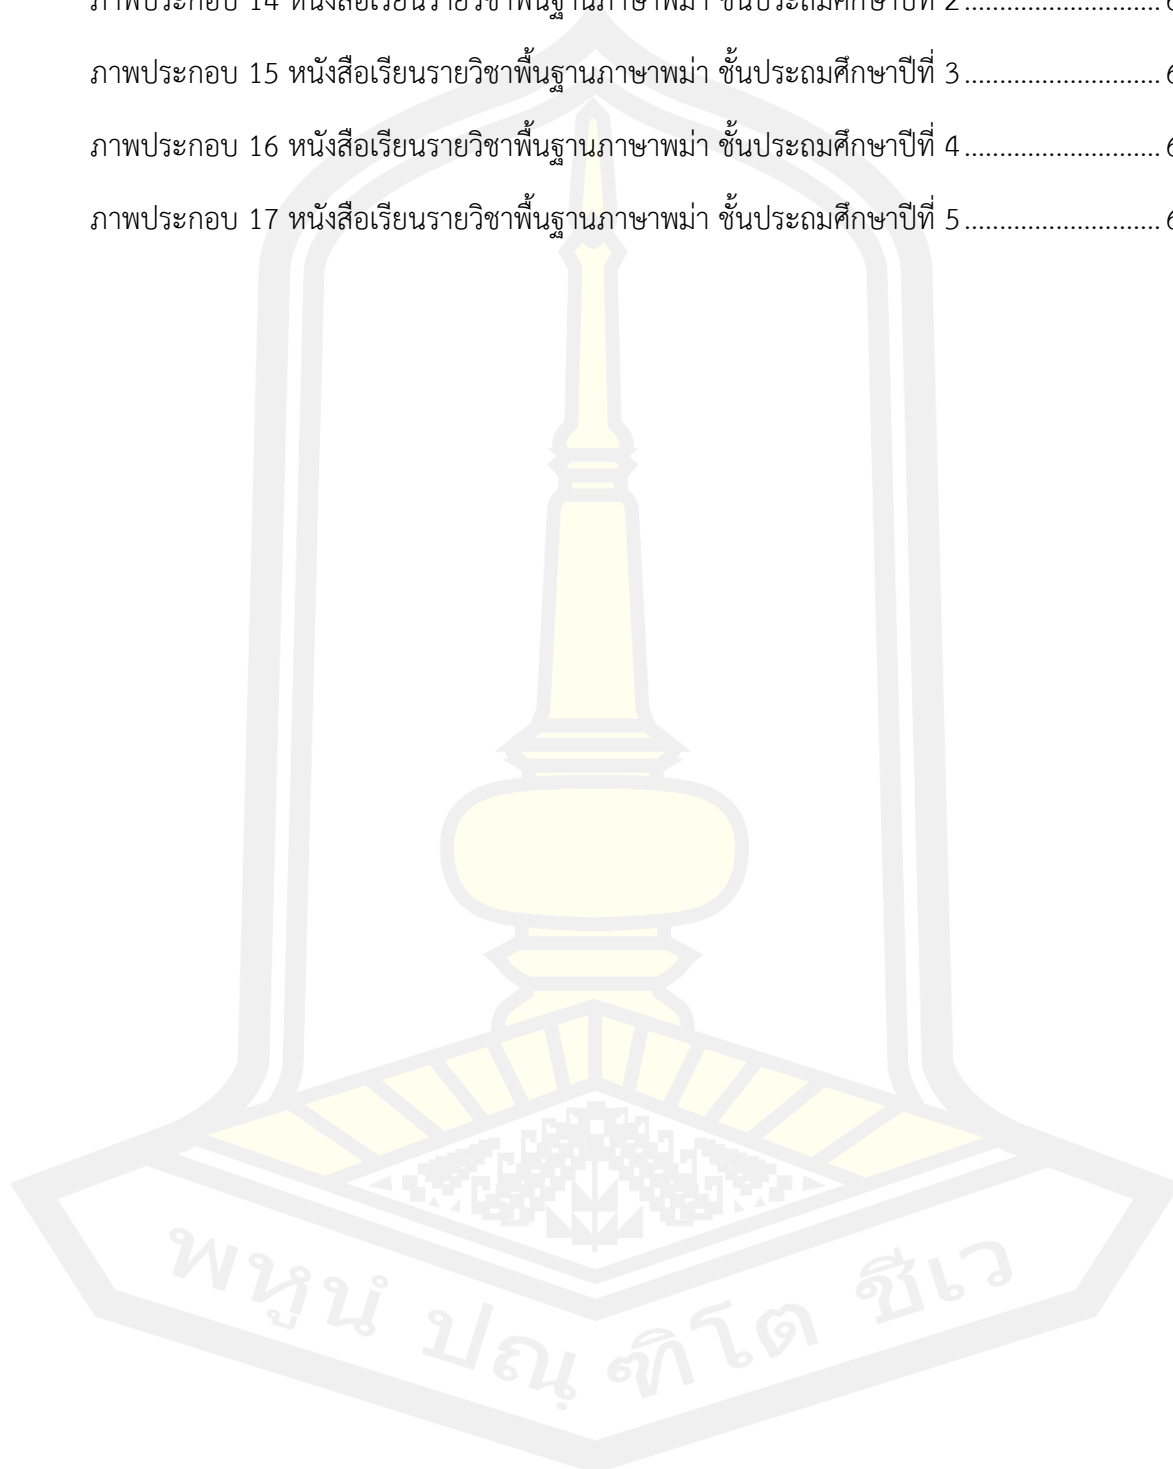 ภาพประกอบ 14 หนังสือเรียนรายวิชาพื้นฐานภาษาพม่า ชั้นประถมศึกษาปีที่ 2............................ 6
ภาพประกอบ 15 หนังสือเรียนรายวิชาพื้นฐานภาษาพม่า ชั้นประถมศึกษาปีที่ 3............................ 6
ภาพประกอบ 16 หนังสือเรียนรายวิชาพื้นฐานภาษาพม่า ชั้นประถมศึกษาปีที่ 4............................ 6
ภาพประกอบ 17 หนังสือเรียนรายวิชาพื้นฐานภาษาพม่า ชั้นประถมศึกษาปีที่ 5............................ 6
พหูนํ ปณฺฑิโต ชีเว